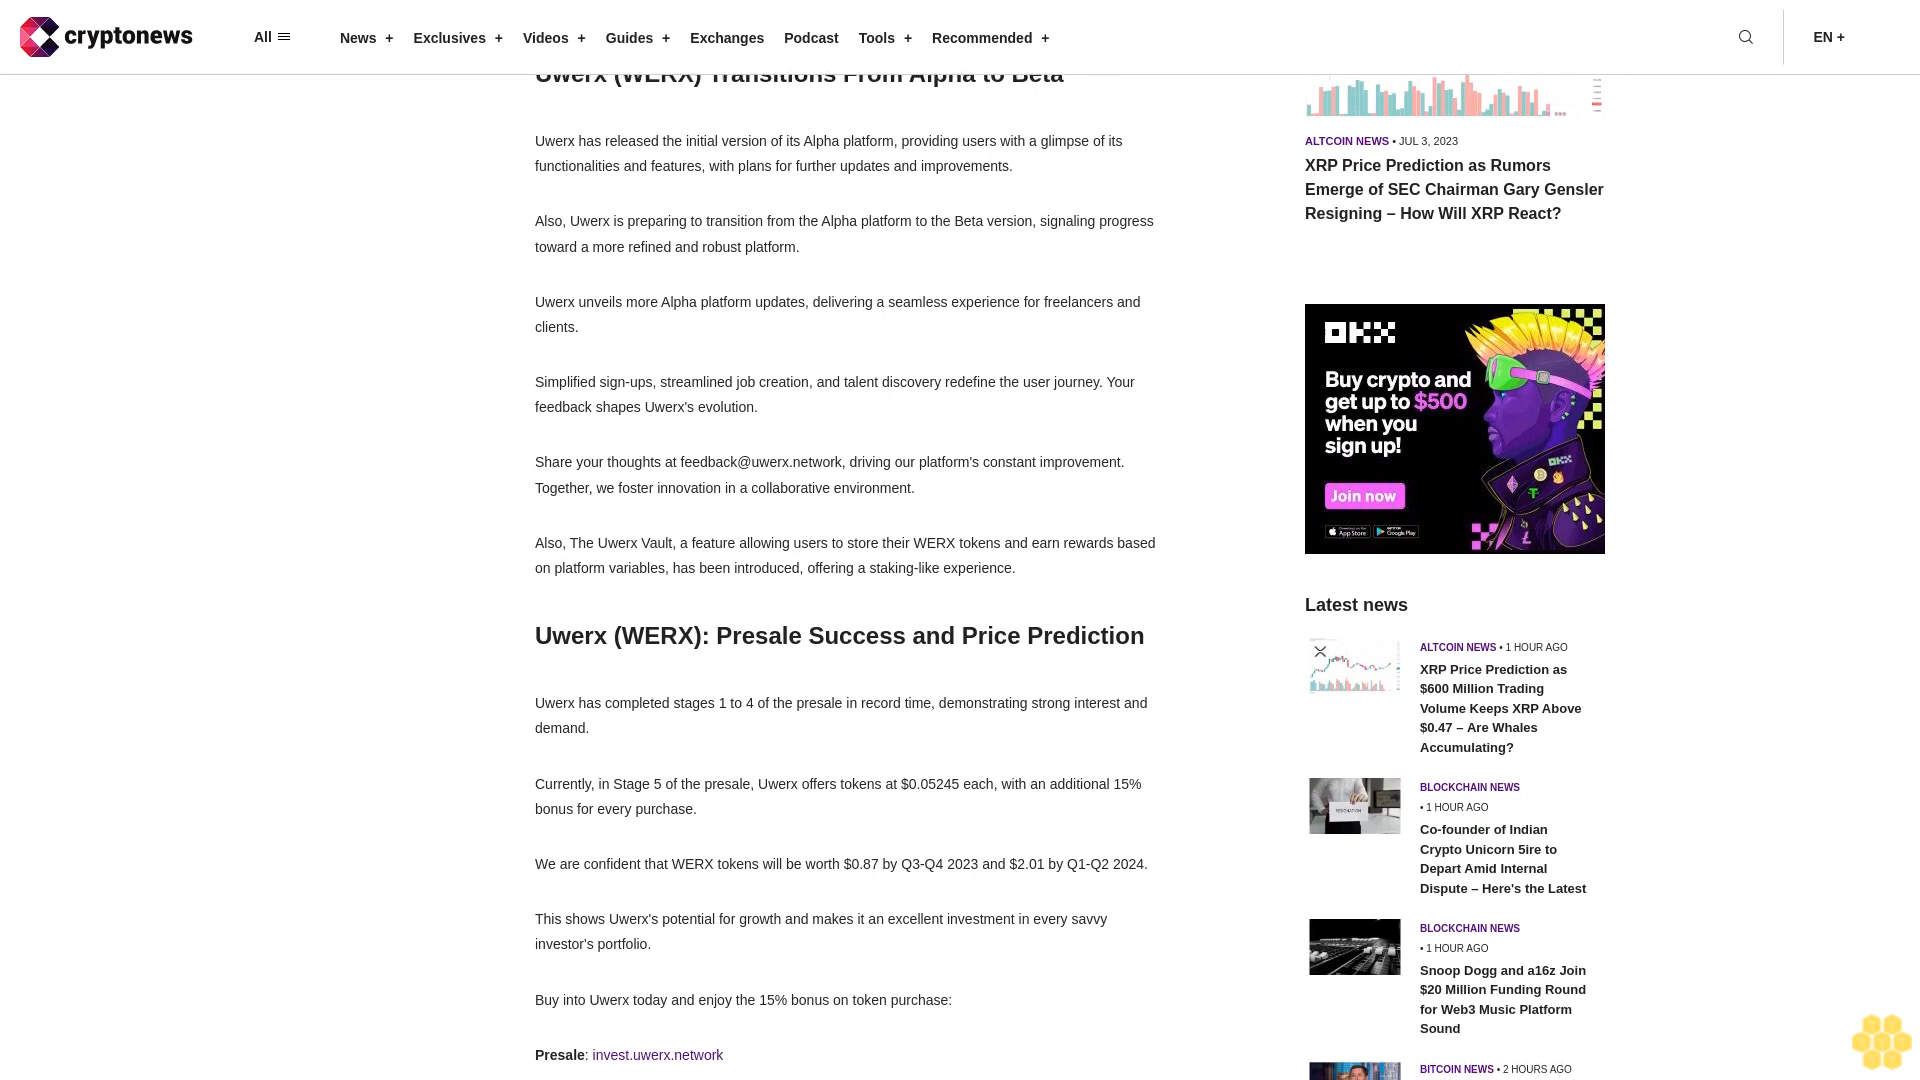 cryptonews
All
News +
Exclusives +
Videos +
Guides +
Exchanges
Podcast
Tools +
Recommended +
EN +
Uwerx (WERX) Transitions From Alpha to Beta
Uwerx has released the initial version of its Alpha platform, providing users with a glimpse of its
functionalities and features, with plans for further updates and improvements.
Also, Uwerx is preparing to transition from the Alpha platform to the Beta version, signaling progress
toward a more refined and robust platform.
Uwerx unveils more Alpha platform updates, delivering a seamless experience for freelancers and
clients.
Simplified sign-ups, streamlined job creation, and talent discovery redefine the user journey. Your
feedback shapes Uwerx's evolution.
Share your thoughts at feedback@uwerx.network, driving our platform's constant improvement.
Together, we foster innovation in a collaborative environment.
Also, The Uwerx Vault, a feature allowing users to store their WERX tokens and earn rewards based
on platform variables, has been introduced, offering a staking-like experience.
Uwerx (WERX): Presale Success and Price Prediction
Uwerx has completed stages 1 to 4 of the presale in record time, demonstrating strong interest and
demand.
Currently, in Stage 5 of the presale, Uwerx offers tokens at $0.05245 each, with an additional 15%
bonus for every purchase.
We are confident that WERX tokens will be worth $0.87 by Q3-Q4 2023 and $2.01 by Q1-Q2 2024.
This shows Uwerx's potential for growth and makes it an excellent investment in every savvy
investor's portfolio.
Buy into Uwerx today and enjoy the 15% bonus on token purchase:
Presale: invest.uwerx.network
ALTCOIN NEWS • JUL 3, 2023
XRP Price Prediction as Rumors
Emerge of SEC Chairman Gary Gensler
Resigning – How Will XRP React?
OKX
Buy crypto and
get up to $500
when you
sign up!
Join now
App Store
Google Play
OKX
Latest news
ALTCOIN NEWS • 1 HOUR AGO
XRP Price Prediction as
$600 Million Trading
Volume Keeps XRP Above
$0.47 – Are Whales
Accumulating?
BLOCKCHAIN NEWS
• 1 HOUR AGO
Co-founder of Indian
Crypto Unicorn 5ire to
Depart Amid Internal
Dispute – Here's the Latest
RESIGNATION
BLOCKCHAIN NEWS
• 1 HOUR AGO
Snoop Dogg and a16z Join
$20 Million Funding Round
for Web3 Music Platform
Sound
BITCOIN NEWS • 2 HOURS AGO